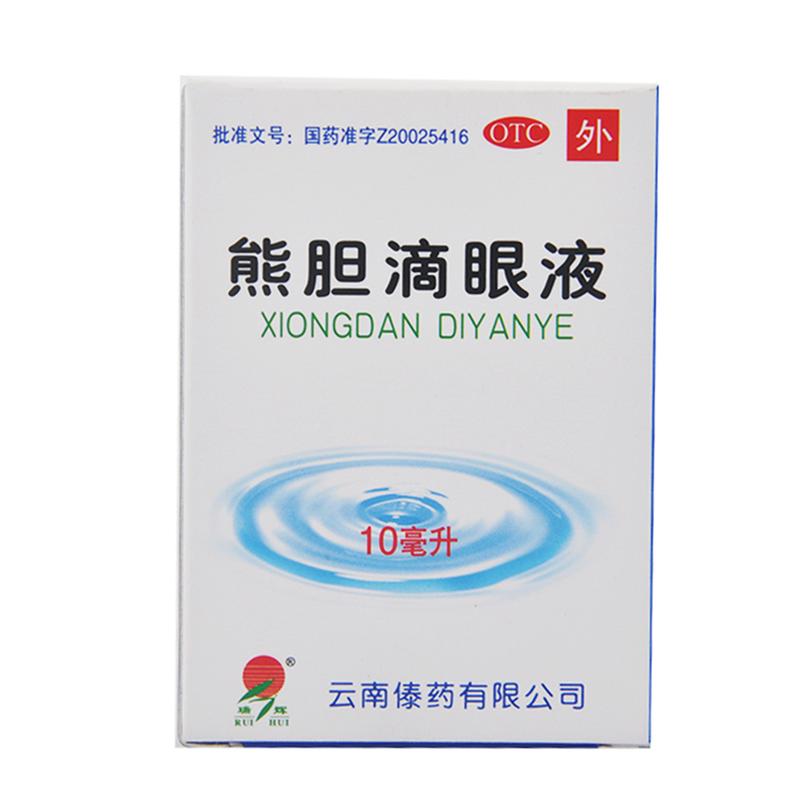 批准文号：国药准字Z20025416 OTC 外
熊胆滴眼液
XIONGDAN DIYANYE
10毫升
瑞 辉 ®
RUI HUI
云南傣药有限公司